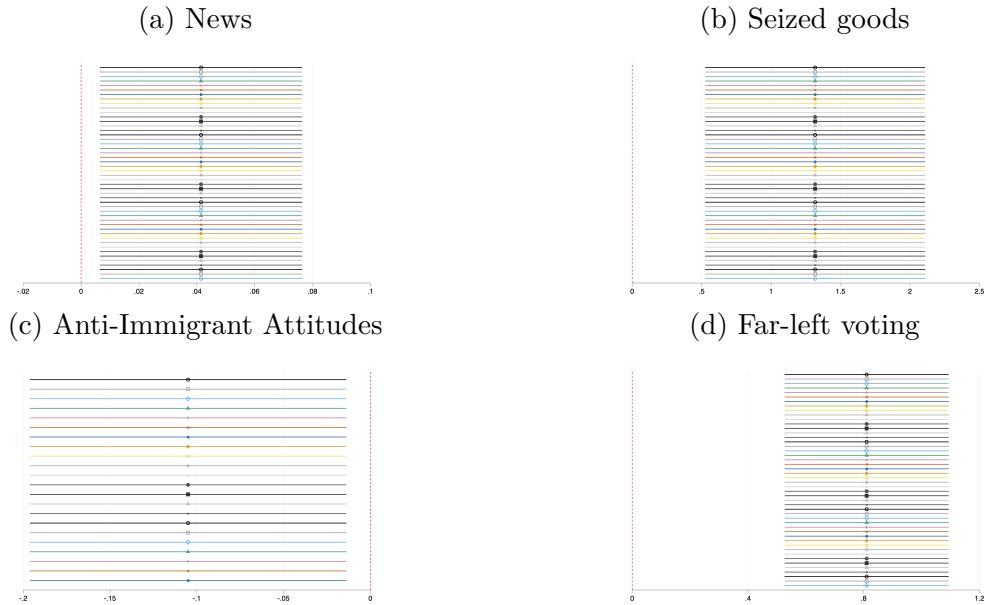 (a) News
(b) Seized goods
-.02 0 .02 .04 .06 .08 .1
0 .5 1 1.5 2 2.5
(c) Anti-Immigrant Attitudes
(d) Far-left voting
-.2 -.15 -.1 -.05 0
0 .4 .8 1.2